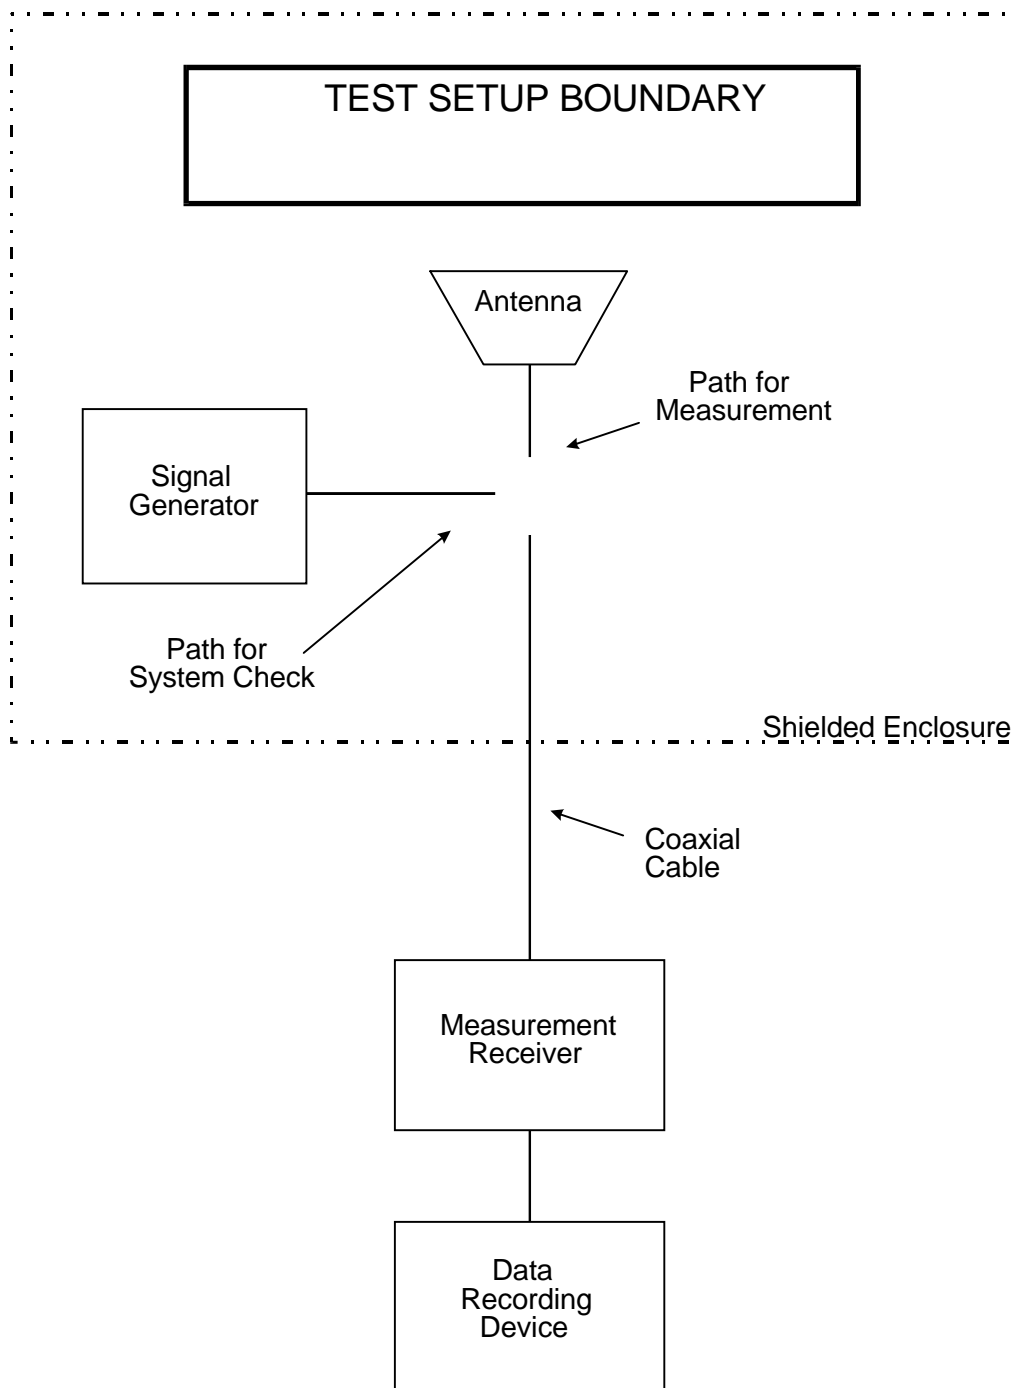 TEST SETUP BOUNDARY
Antenna
Path for
Measurement
Signal
Generator
Path for
System Check
Shielded Enclosure
Coaxial
Cable
Measurement
Receiver
Data
Recording
Device